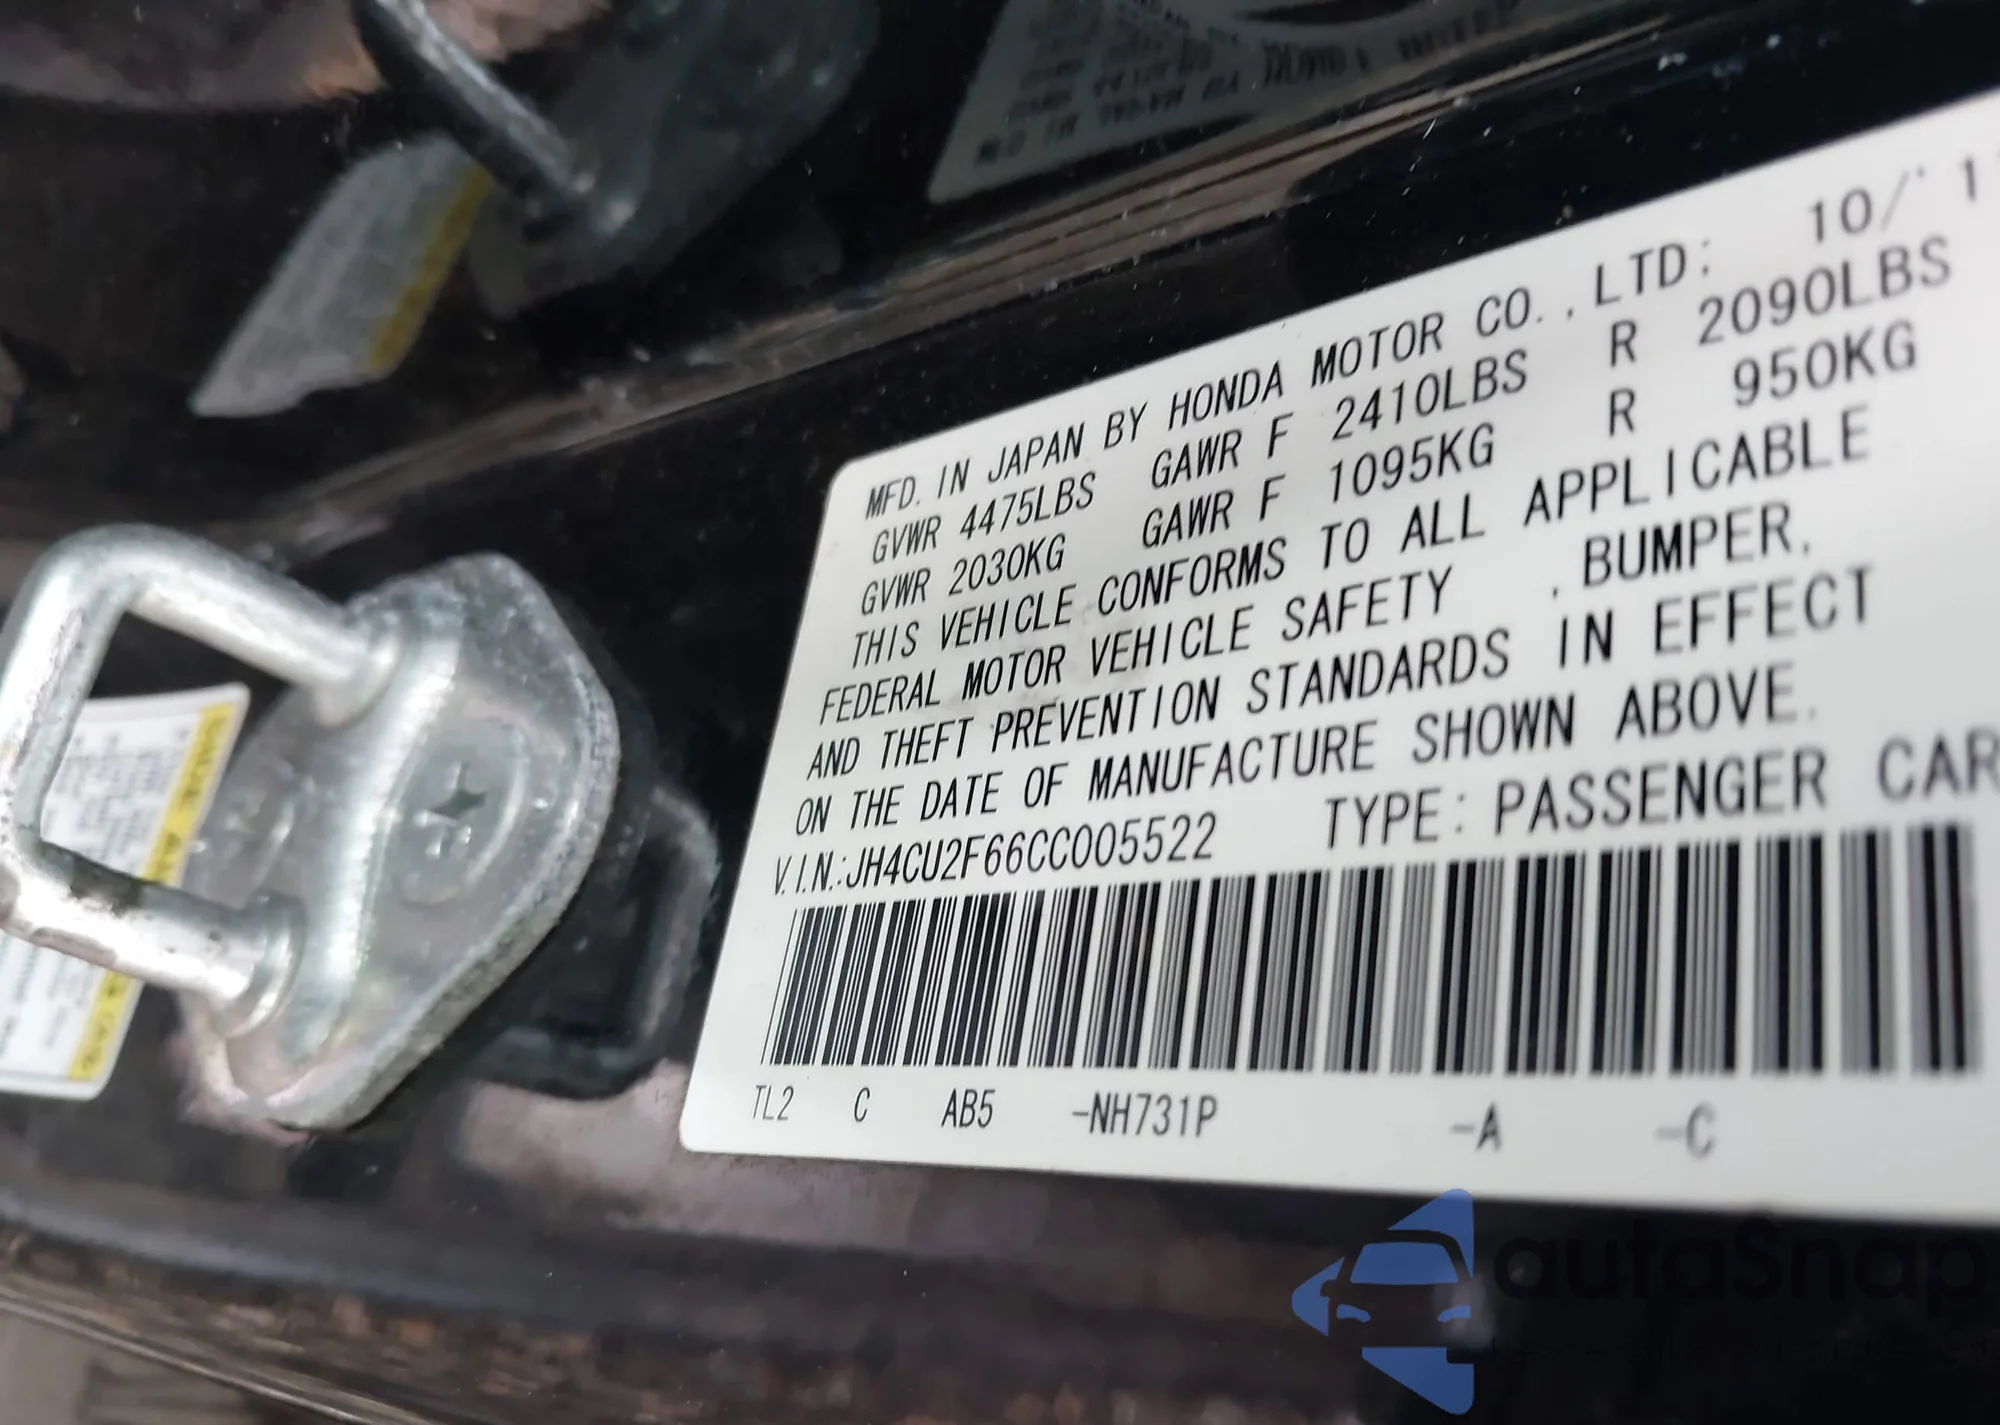 MFD. IN JAPAN BY HONDA MOTOR CO., LTD: 10/'11
GVWR 4475LBS GAWR F 2410LBS R 2090LBS
GVWR 2030KG GAWR F 1095KG R 950KG
THIS VEHICLE CONFORMS TO ALL APPLICABLE
FEDERAL MOTOR VEHICLE SAFETY , BUMPER,
AND THEFT PREVENTION STANDARDS IN EFFECT
ON THE DATE OF MANUFACTURE SHOWN ABOVE.
V.I.N.:JH4CU2F66CC005522 TYPE: PASSENGER CAR
TL2 C AB5 -NH731P -A -C
autoSnap